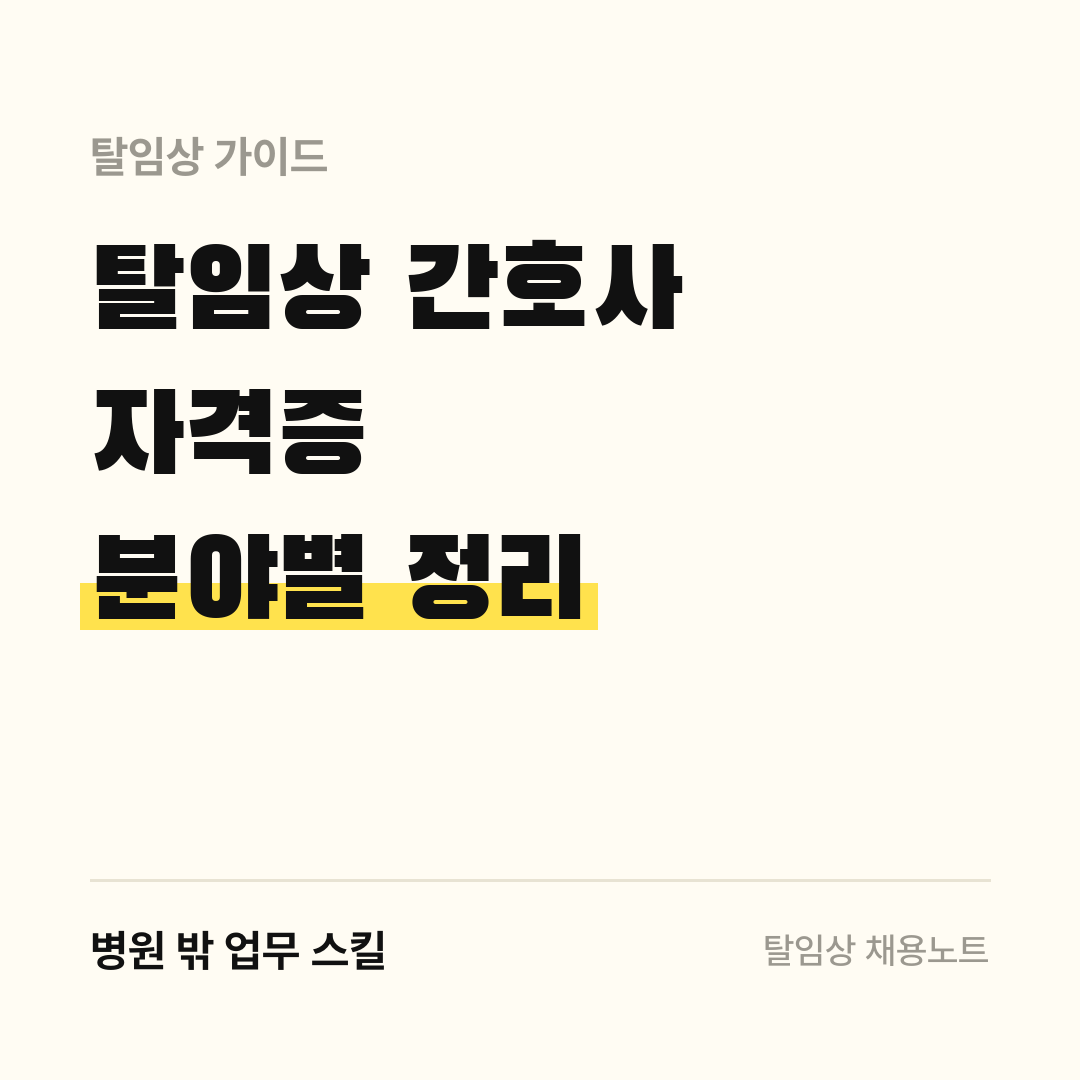 탈임상 가이드
탈임상 간호사
자격증
분야별 정리
병원 밖 업무 스킬
탈임상 채용노트